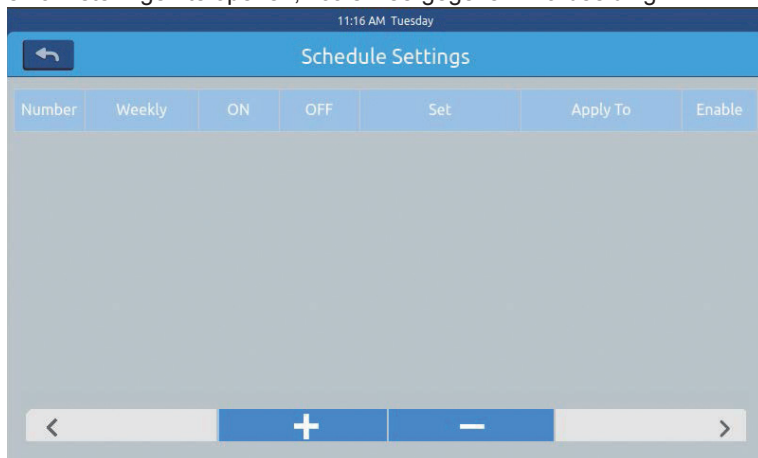 11:16 AM Tuesday
Schedule Settings
Number Weekly ON OFF Set Apply To Enable